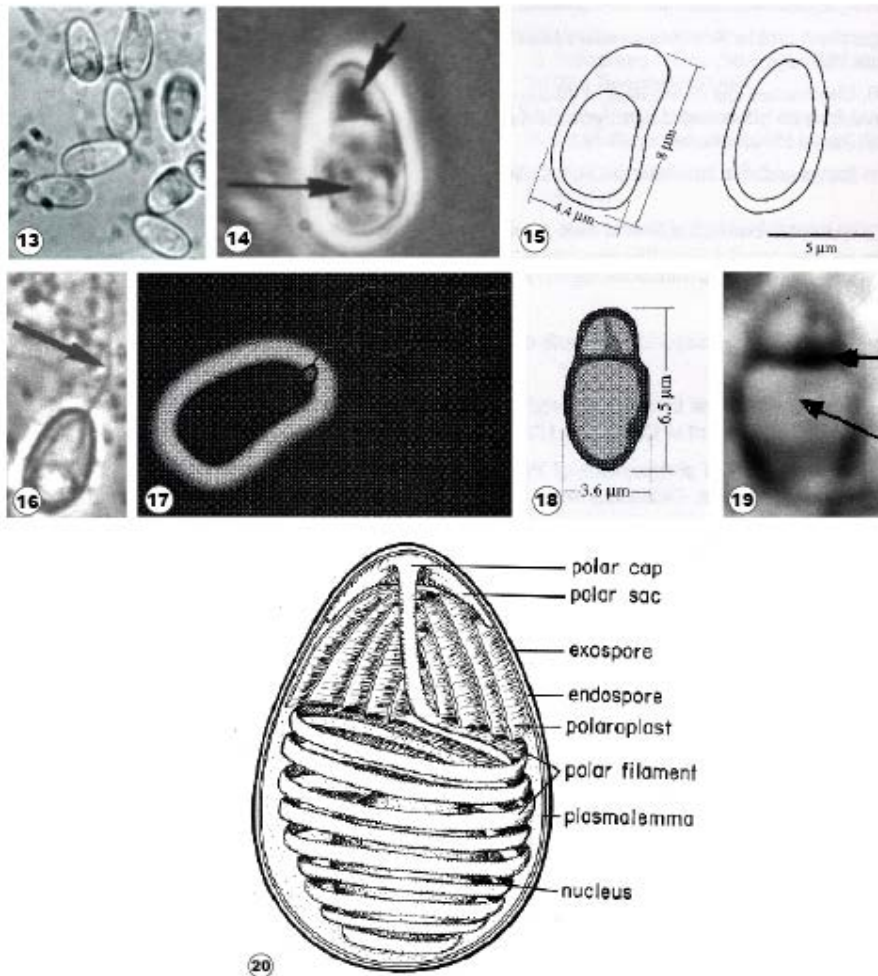 13
14
15
8 µm
4.4 µm
5 µm
16
17
18
6.5 µm
3.6 µm
19
polar cap
polar sac
exospore
endospore
polaroplast
polar filament
plasmalemma
nucleus
20